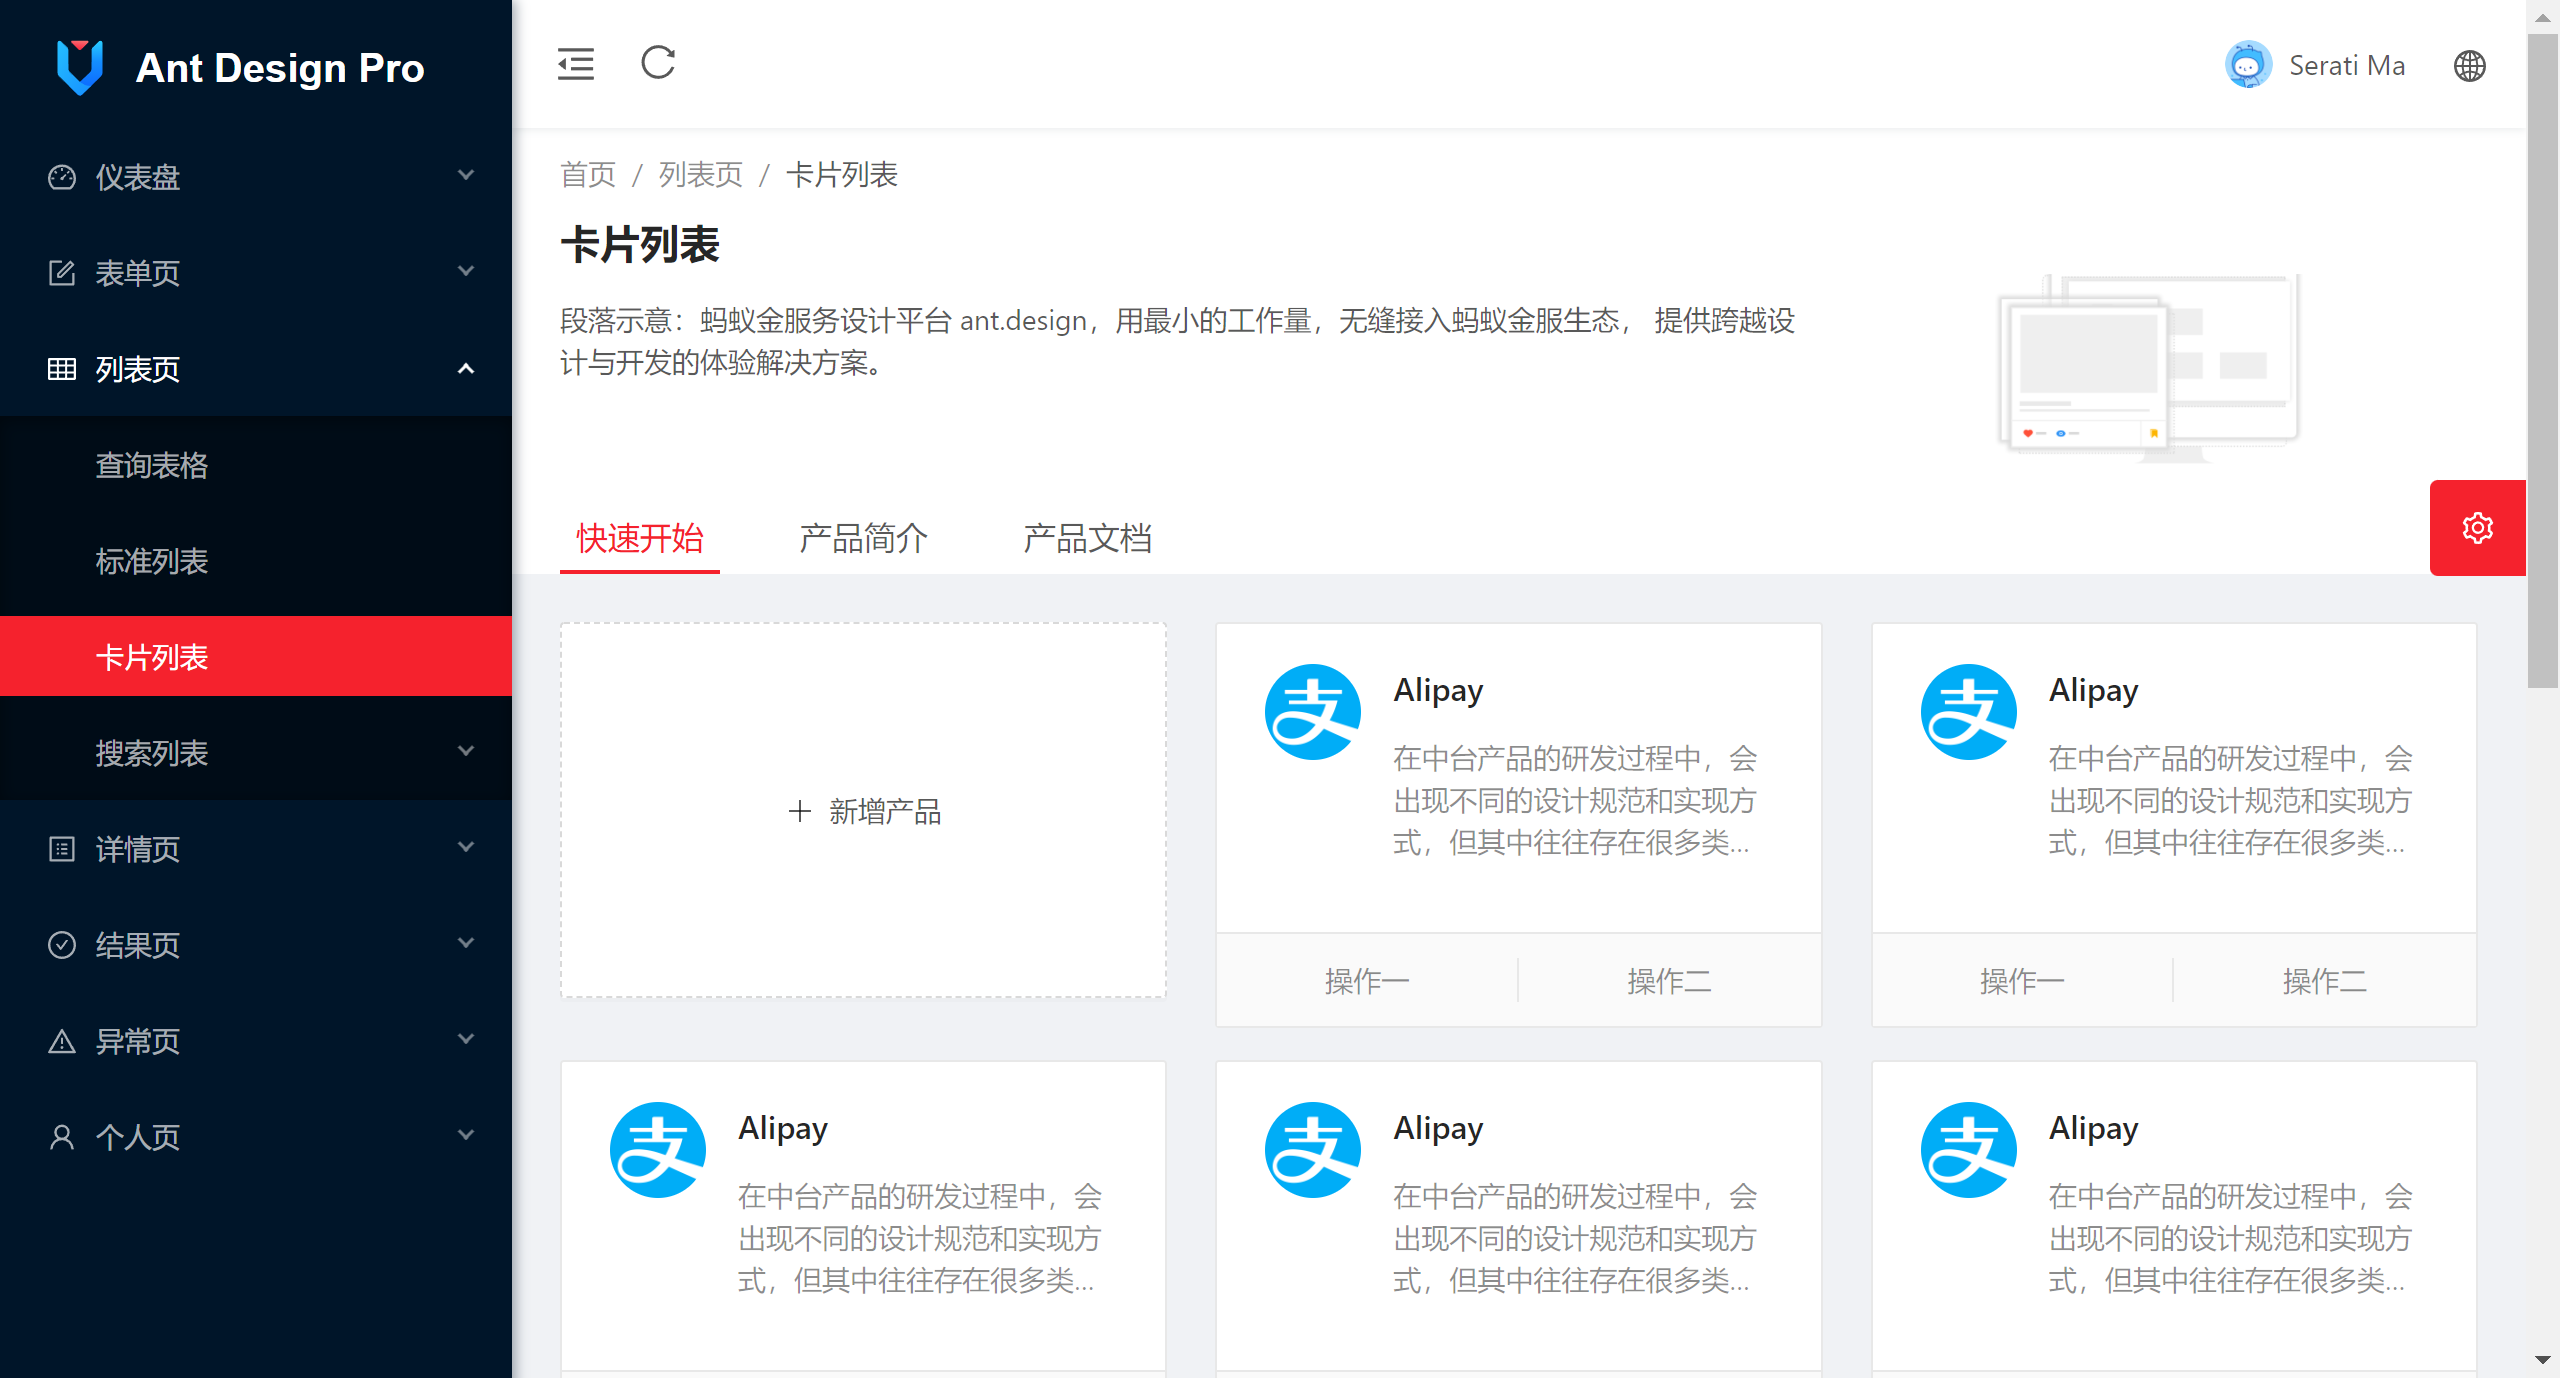 Ant Design Pro
仪表盘
表单页
列表页
查询表格
标准列表
卡片列表
搜索列表
详情页
结果页
异常页
个人页
Serati Ma
首页 / 列表页 / 卡片列表
卡片列表
段落示意：蚂蚁金服务设计平台 ant.design，用最小的工作量，无缝接入蚂蚁金服生态， 提供跨越设
计与开发的体验解决方案。
快速开始 产品简介 产品文档
+ 新增产品
支
Alipay
在中台产品的研发过程中，会
出现不同的设计规范和实现方
式，但其中往往存在很多类...
操作一 操作二
支
Alipay
在中台产品的研发过程中，会
出现不同的设计规范和实现方
式，但其中往往存在很多类...
操作一 操作二
支
Alipay
在中台产品的研发过程中，会
出现不同的设计规范和实现方
式，但其中往往存在很多类...
支
Alipay
在中台产品的研发过程中，会
出现不同的设计规范和实现方
式，但其中往往存在很多类...
支
Alipay
在中台产品的研发过程中，会
出现不同的设计规范和实现方
式，但其中往往存在很多类...